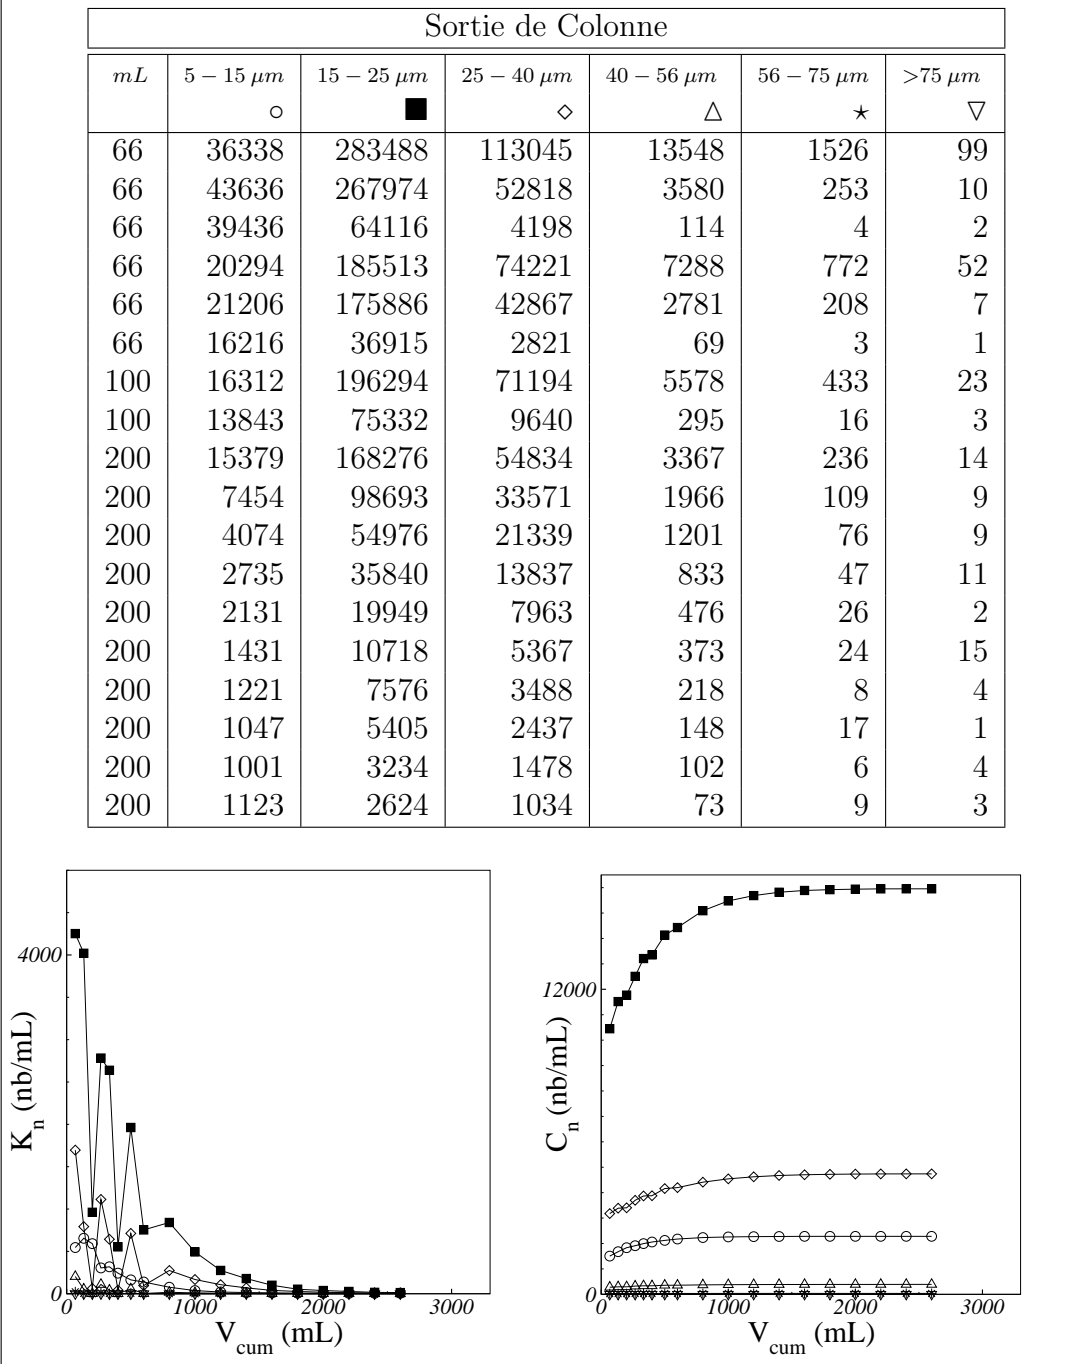 Sortie de Colonne
mL 5 – 15 μm 15 – 25 μm 25 – 40 μm 40 – 56 μm 56 – 75 μm >75 μm
○ ■ ◇ △ ⋆ ▽
66 36338 283488 113045 13548 1526 99
66 43636 267974 52818 3580 253 10
66 39436 64116 4198 114 4 2
66 20294 185513 74221 7288 772 52
66 21206 175886 42867 2781 208 7
66 16216 36915 2821 69 3 1
100 16312 196294 71194 5578 433 23
100 13843 75332 9640 295 16 3
200 15379 168276 54834 3367 236 14
200 7454 98693 33571 1966 109 9
200 4074 54976 21339 1201 76 9
200 2735 35840 13837 833 47 11
200 2131 19949 7963 476 26 2
200 1431 10718 5367 373 24 15
200 1221 7576 3488 218 8 4
200 1047 5405 2437 148 17 1
200 1001 3234 1478 102 6 4
200 1123 2624 1034 73 9 3
4000
K_n (nb/mL)
0
0 1000 2000 3000
V_cum (mL)
12000
C_n (nb/mL)
0
0 1000 2000 3000
V_cum (mL)